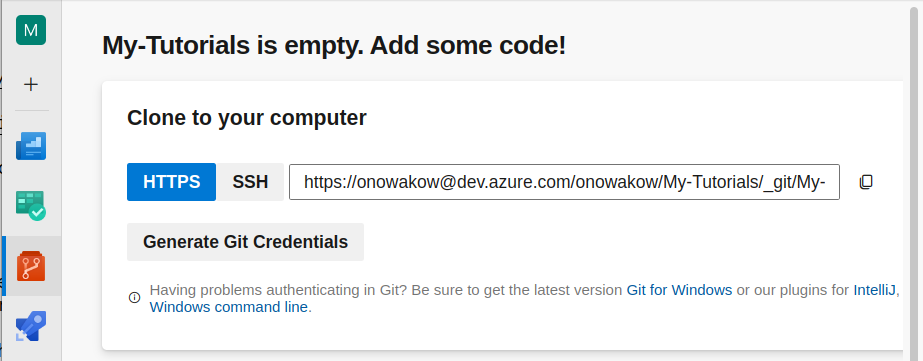 M
My-Tutorials is empty. Add some code!
Clone to your computer
HTTPS SSH https://onowakow@dev.azure.com/onowakow/My-Tutorials/_git/My-
Generate Git Credentials
Having problems authenticating in Git? Be sure to get the latest version Git for Windows or our plugins for IntelliJ,
Windows command line.